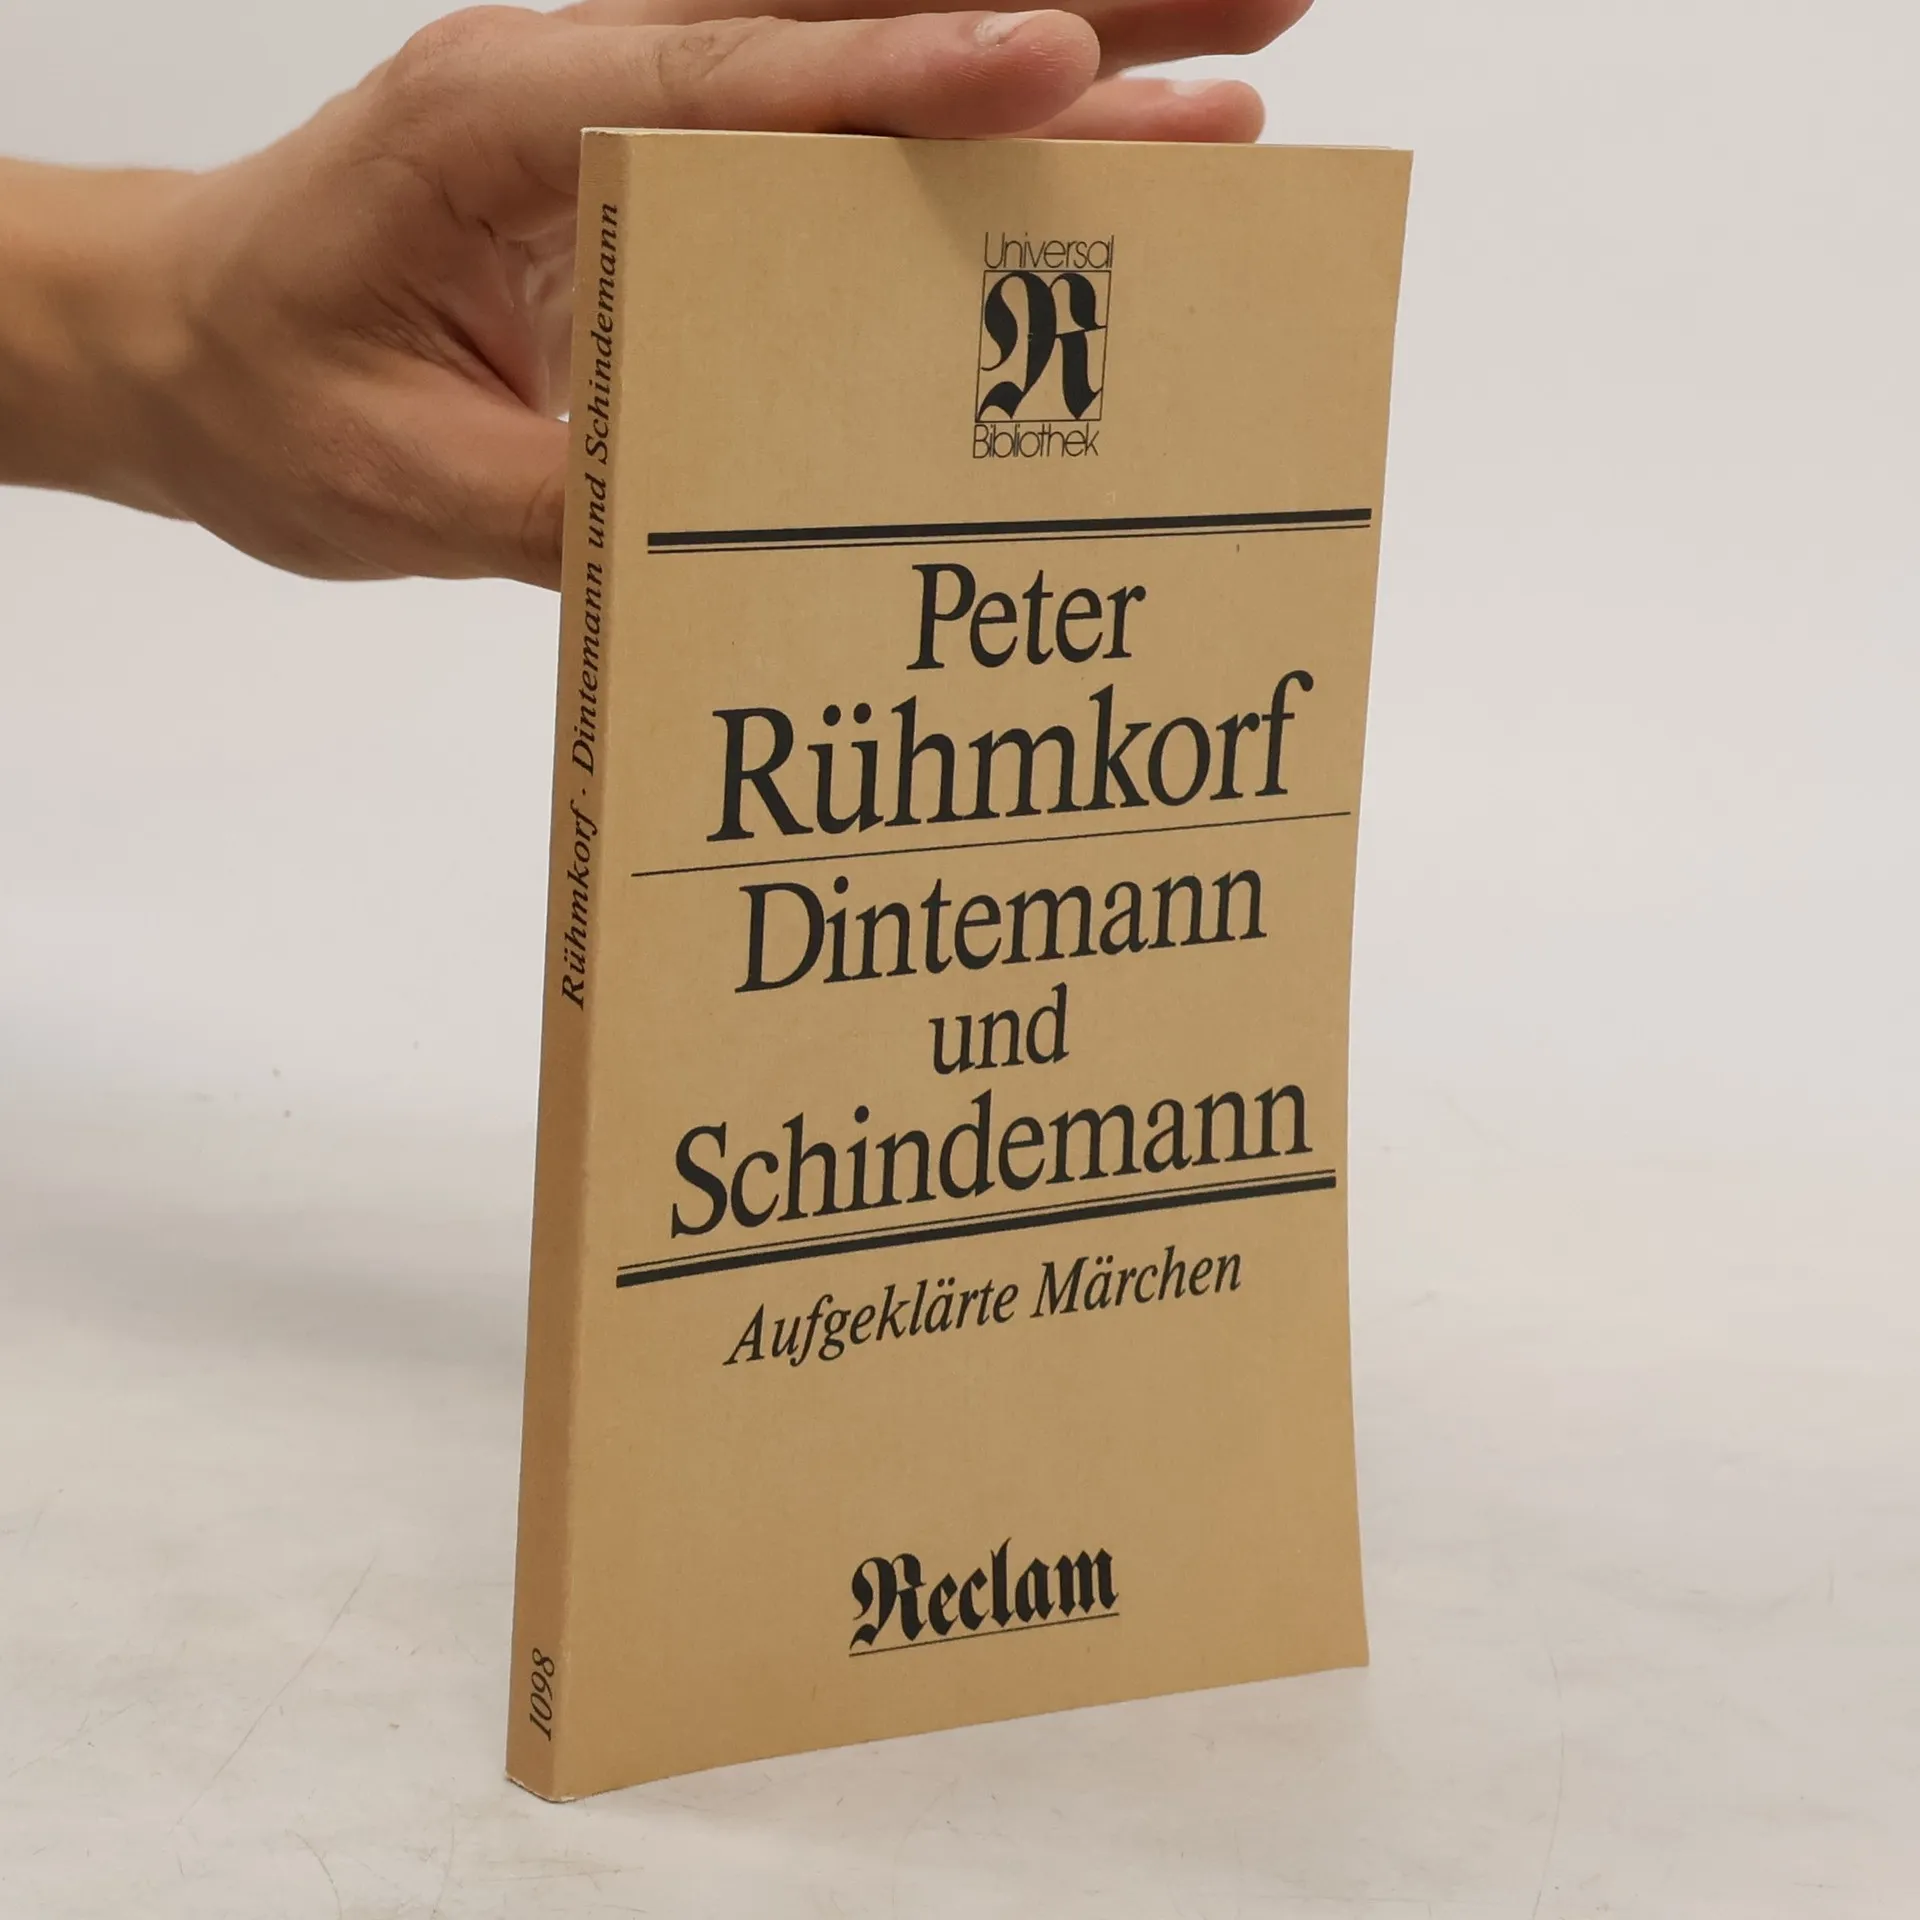 Universal
R
Bibliothek
Peter
Rühmkorf
Dintemann
und
Schindemann
Aufgeklärte Märchen
Reclam
Rühmkorf · Dintemann und Schindemann
1098